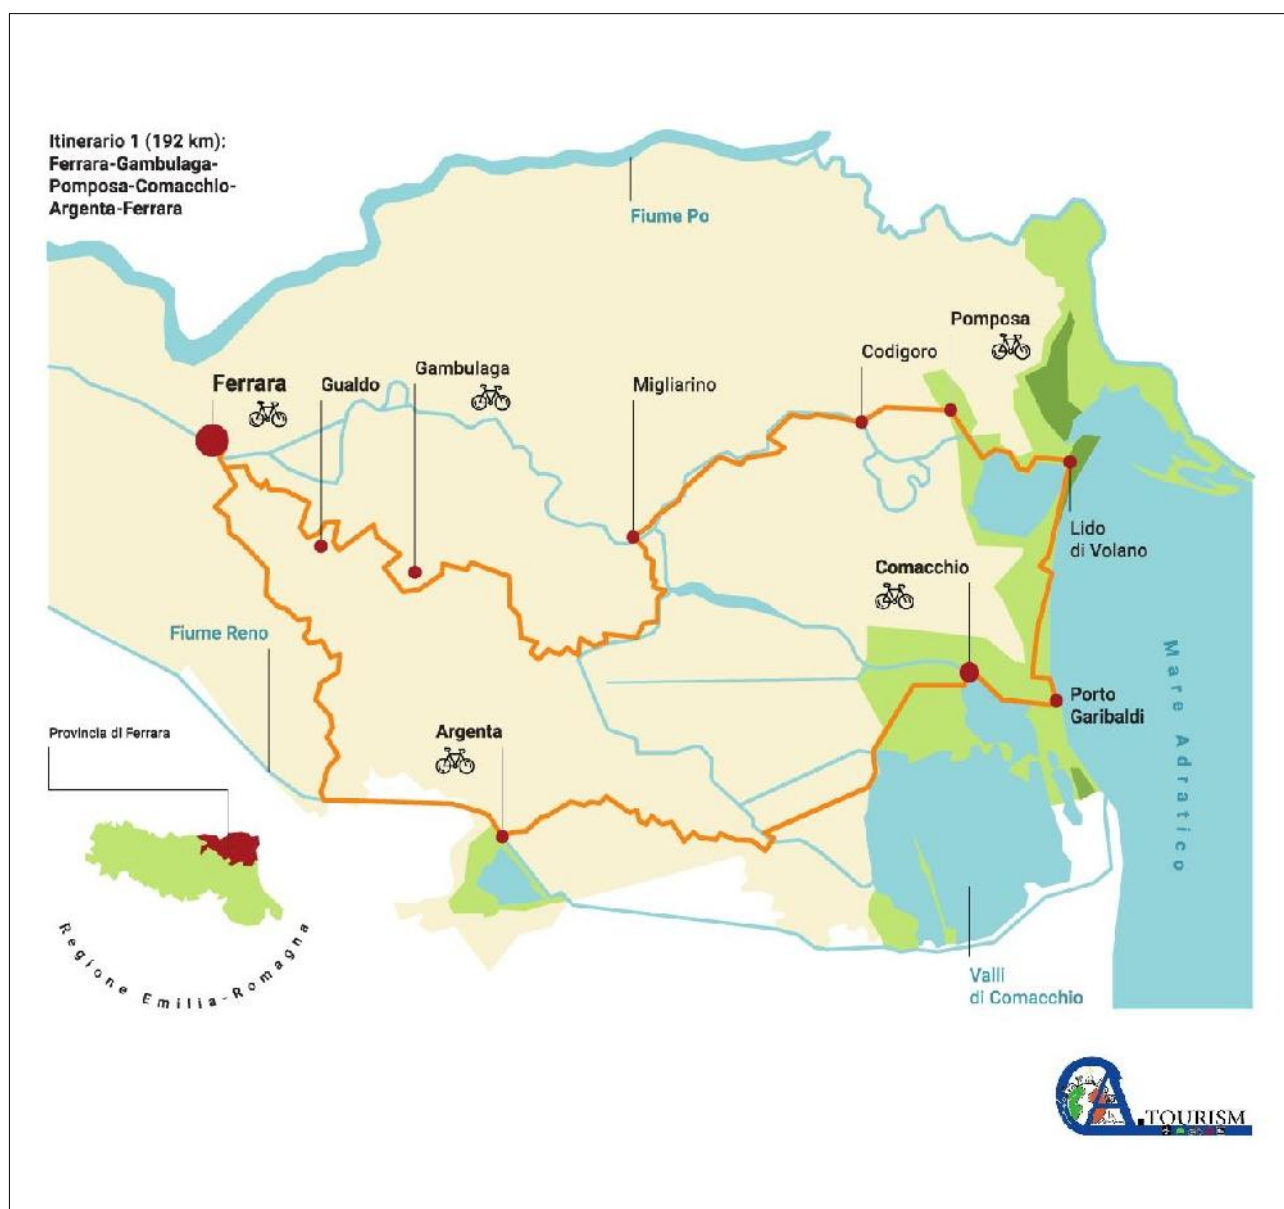 Itinerario 1 (192 km):
Ferrara-Gambulaga-
Pomposa-Comacchio-
Argenta-Ferrara
Fiume Po
Pomposa
Codigoro
Gambulaga
Ferrara
Gualdo
Migliarino
Lido
di Volano
Comacchio
Fiume Reno
Mare Adratico
Porto
Garibaldi
Provincia di Ferrara
Argenta
Regione Emilia-Romagna
Valli
di Comacchio
CA.TOURISM